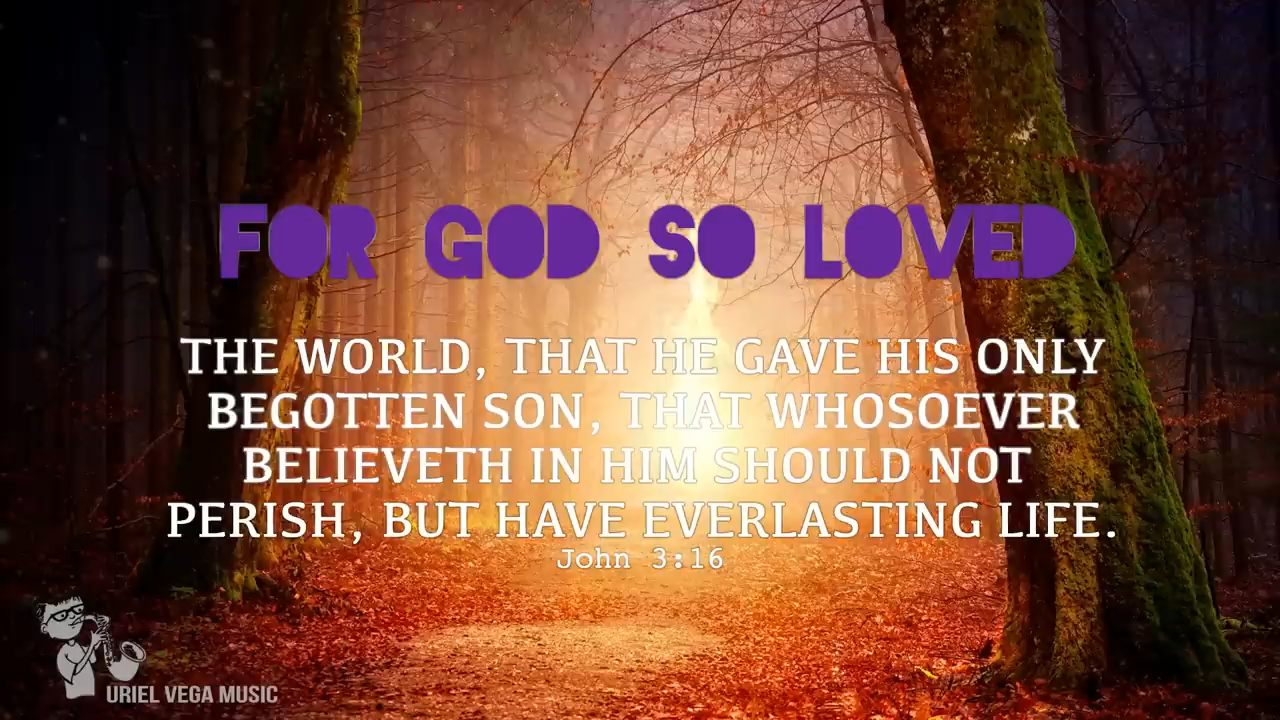 FOR GOD SO LOVED
THE WORLD, THAT HE GAVE HIS ONLY
BEGOTTEN SON, THAT WHOSOEVER
BELIEVETH IN HIM SHOULD NOT
PERISH, BUT HAVE EVERLASTING LIFE.
John 3:16
URIEL VEGA MUSIC